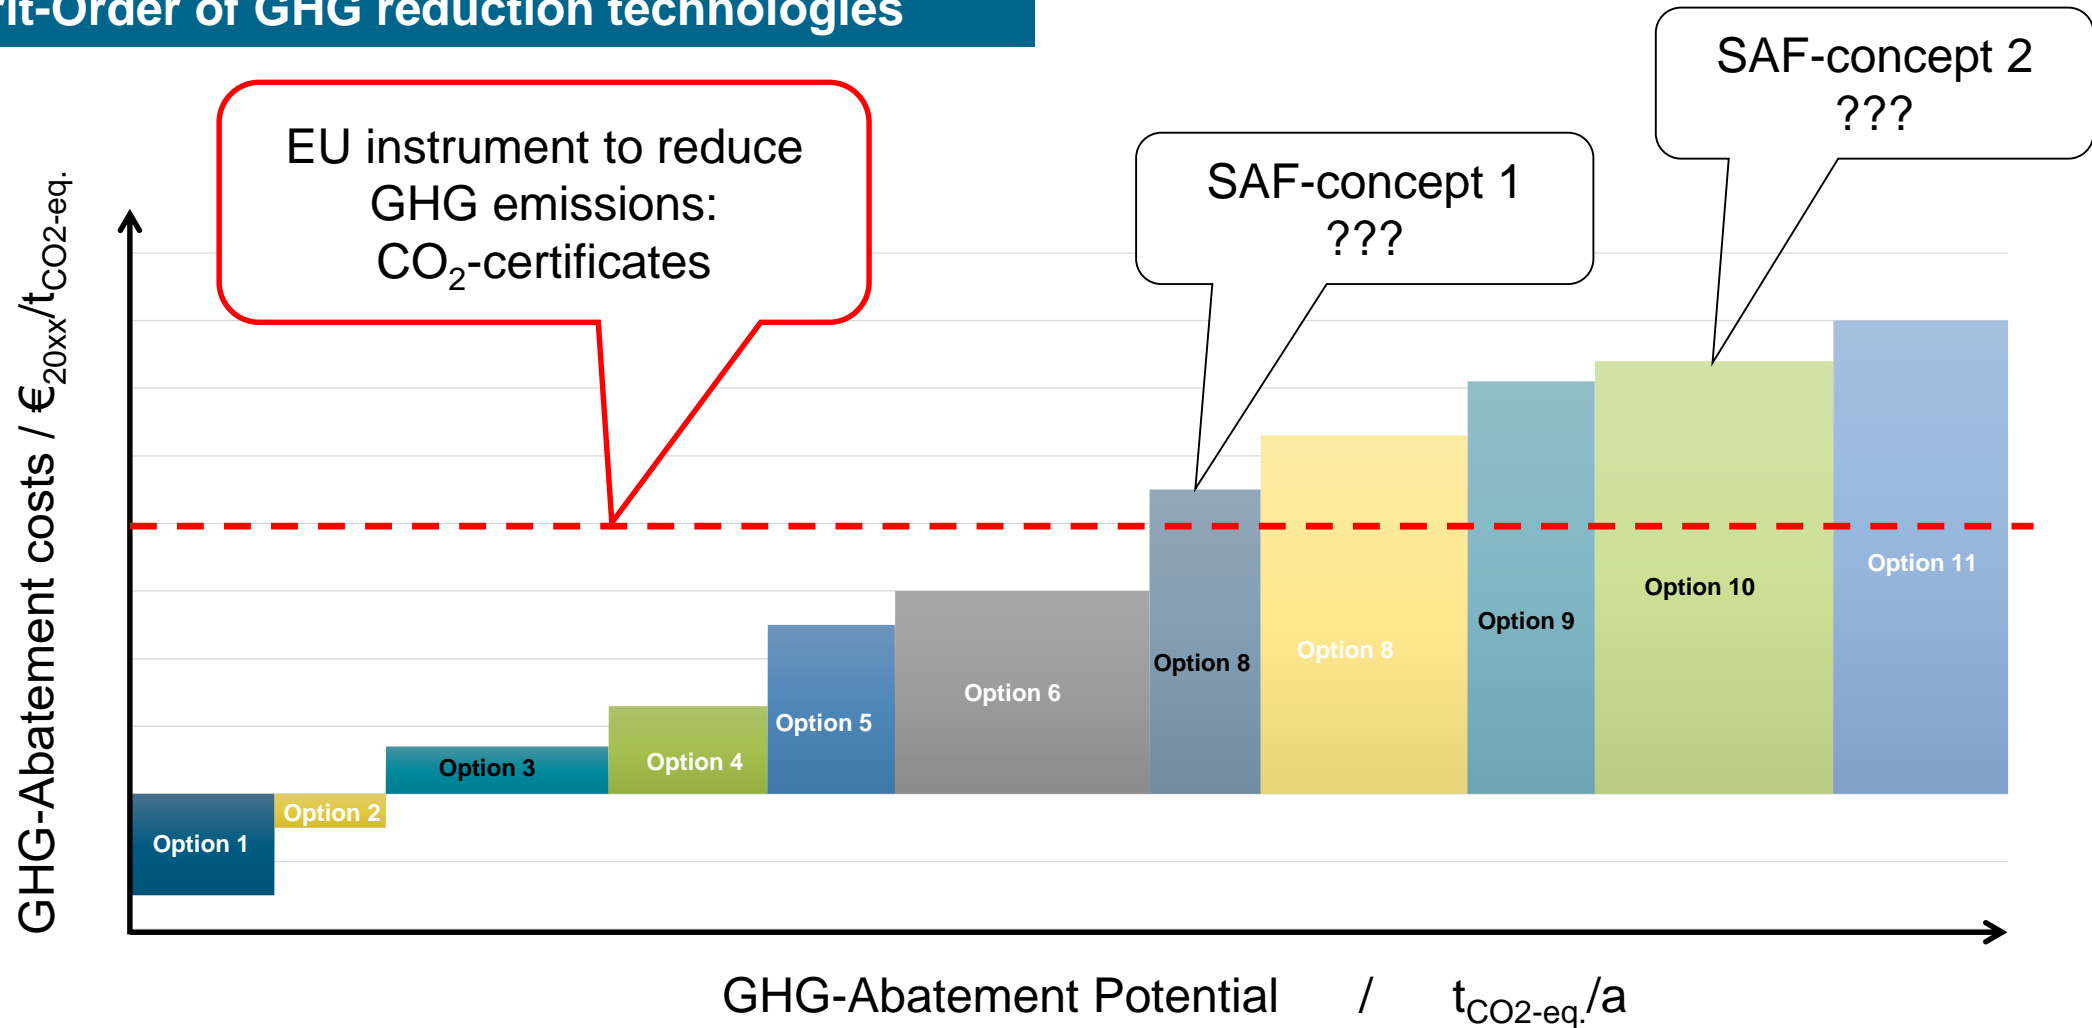 rit-Order of GHG reduction technologies
SAF-concept 2
???
EU instrument to reduce
GHG emissions:
CO₂-certificates
SAF-concept 1
???
GHG-Abatement costs / €20xx/tCO2-eq.
Option 1
Option 2
Option 3
Option 4
Option 5
Option 6
Option 8
Option 8
Option 9
Option 10
Option 11
GHG-Abatement Potential / tCO2-eq./a